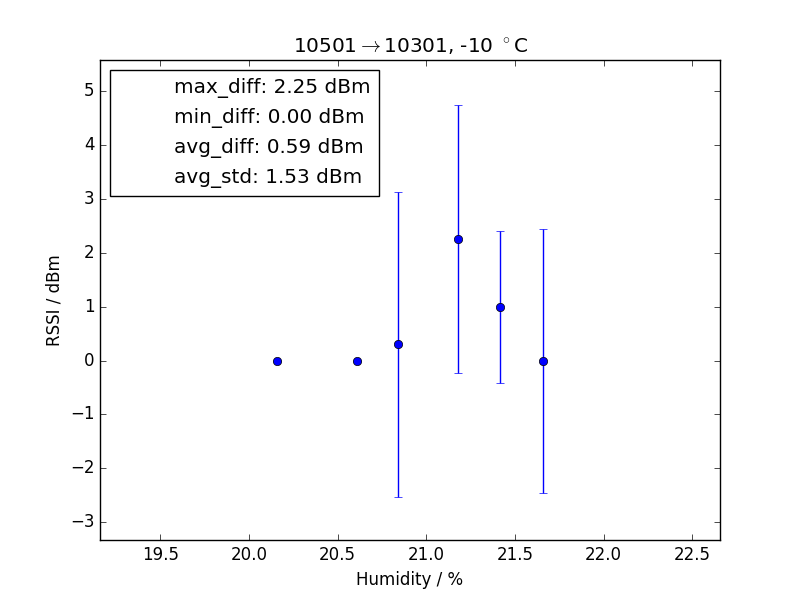 10501→10301, -10 °C
max_diff: 2.25 dBm
min_diff: 0.00 dBm
avg_diff: 0.59 dBm
avg_std: 1.53 dBm
RSSI / dBm
5
4
3
2
1
0
−1
−2
−3
19.5 20.0 20.5 21.0 21.5 22.0 22.5
Humidity / %